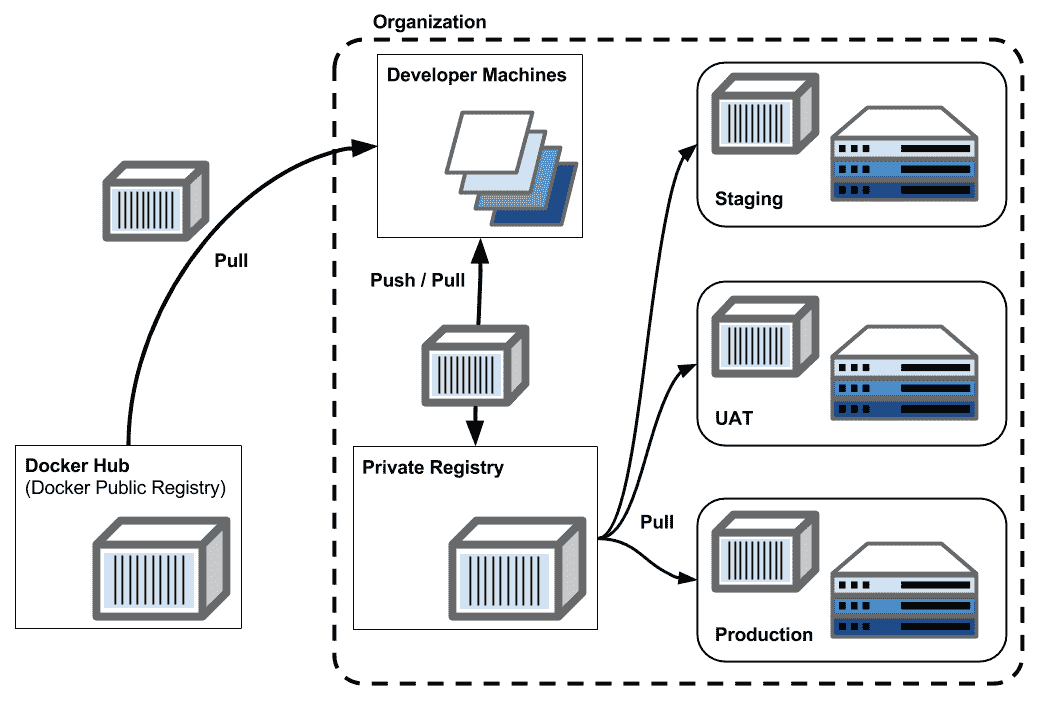 Organization
Developer Machines
Pull
Push / Pull
Docker Hub
(Docker Public Registry)
Private Registry
Pull
Staging
UAT
Production